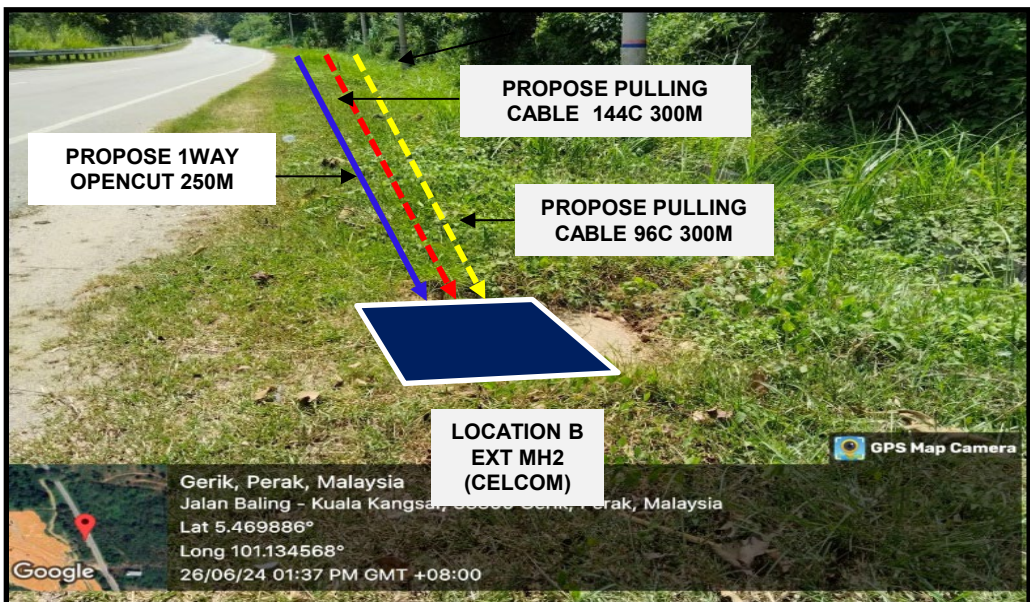 PROPOSE PULLING
CABLE 144C 300M
PROPOSE 1WAY
OPENCUT 250M
PROPOSE PULLING
CABLE 96C 300M
LOCATION B
EXT MH2
(CELCOM)
GPS Map Camera
Gerik, Perak, Malaysia
Jalan Baling - Kuala Kangsar, Gerik, Perak, Malaysia
Lat 5.469886°
Long 101.134568°
26/06/24 01:37 PM GMT +08:00
Google